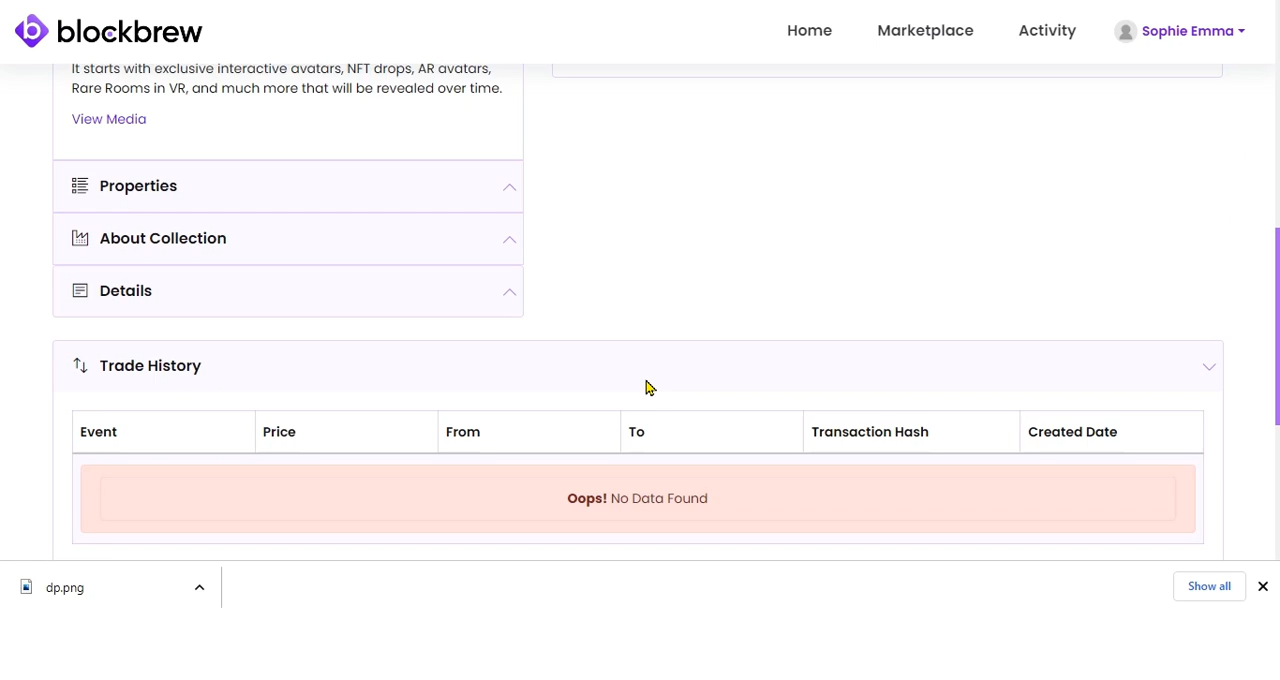 blockbrew
Home
Marketplace
Activity
Sophie Emma
It starts with exclusive interactive avatars, NFT drops, AR avatars,
Rare Rooms in VR, and much more that will be revealed over time.
View Media
Properties
About Collection
Details
Trade History
Event
Price
From
To
Transaction Hash
Created Date
Oops! No Data Found
dp.png
Show all